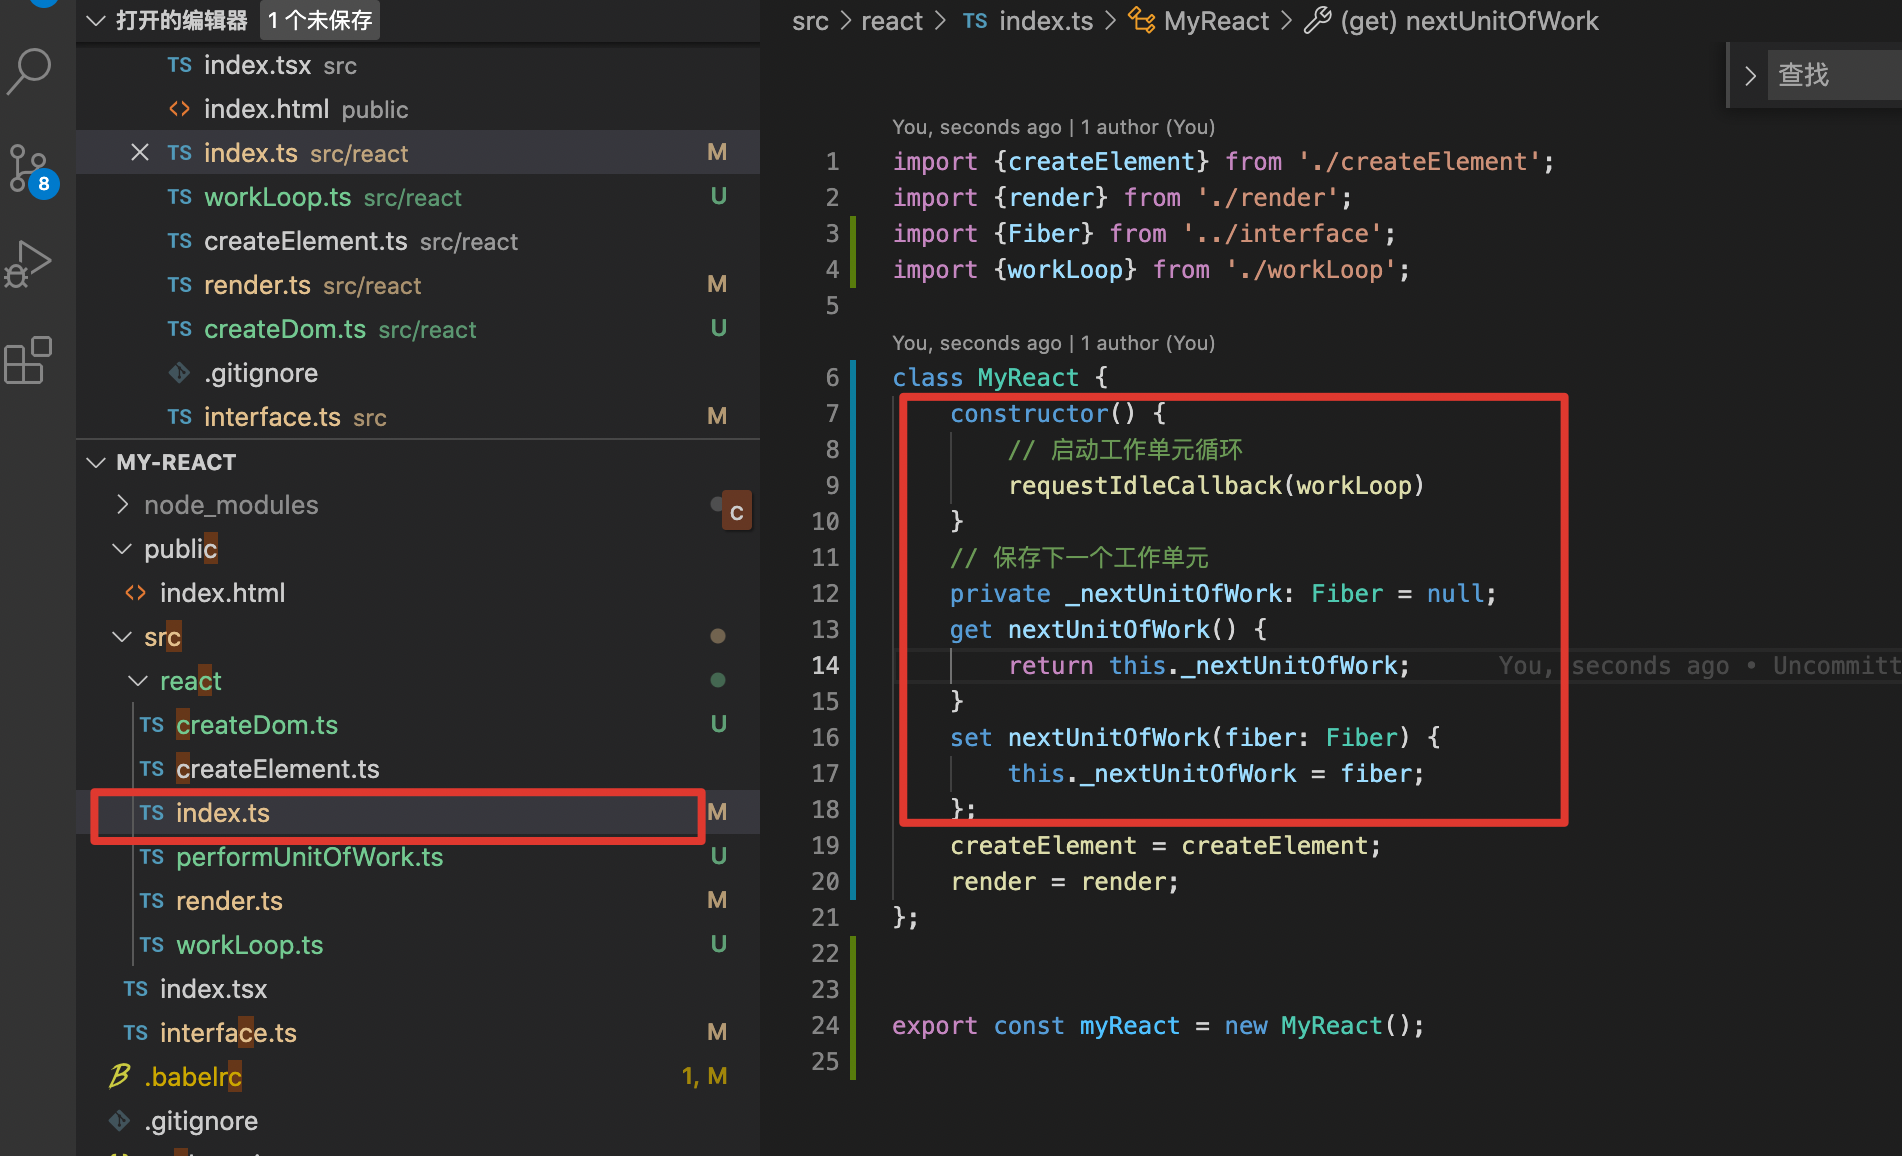 打开的编辑器 1 个未保存
TS index.tsx src
<> index.html public
TS index.ts src/react M
TS workLoop.ts src/react U
TS createElement.ts src/react
TS render.ts src/react M
TS createDom.ts src/react U
.gitignore
TS interface.ts src M
8
MY-REACT
node_modules
c
public
<> index.html
src
react
TS createDom.ts U
TS createElement.ts
TS index.ts M
TS performUnitOfWork.ts U
TS render.ts M
TS workLoop.ts U
TS index.tsx
TS interface.ts M
.babelrc 1, M
.gitignore
src > react > TS index.ts > MyReact > (get) nextUnitOfWork
查找
You, seconds ago | 1 author (You)
1 import {createElement} from './createElement';
2 import {render} from './render';
3 import {Fiber} from '../interface';
4 import {workLoop} from './workLoop';
5
You, seconds ago | 1 author (You)
6 class MyReact {
7 constructor() {
8 // 启动工作单元循环
9 requestIdleCallback(workLoop)
10 }
11 // 保存下一个工作单元
12 private _nextUnitOfWork: Fiber = null;
13 get nextUnitOfWork() {
14 return this._nextUnitOfWork; You, seconds ago • Uncommitt
15 }
16 set nextUnitOfWork(fiber: Fiber) {
17 this._nextUnitOfWork = fiber;
18 };
19 createElement = createElement;
20 render = render;
21 };
22
23
24 export const myReact = new MyReact();
25